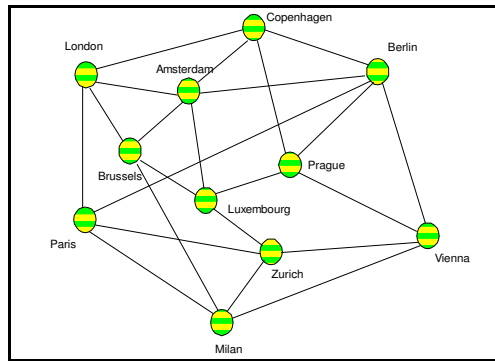 Copenhagen
London
Berlin
Amsterdam
Prague
Brussels
Luxembourg
Paris
Vienna
Zurich
Milan